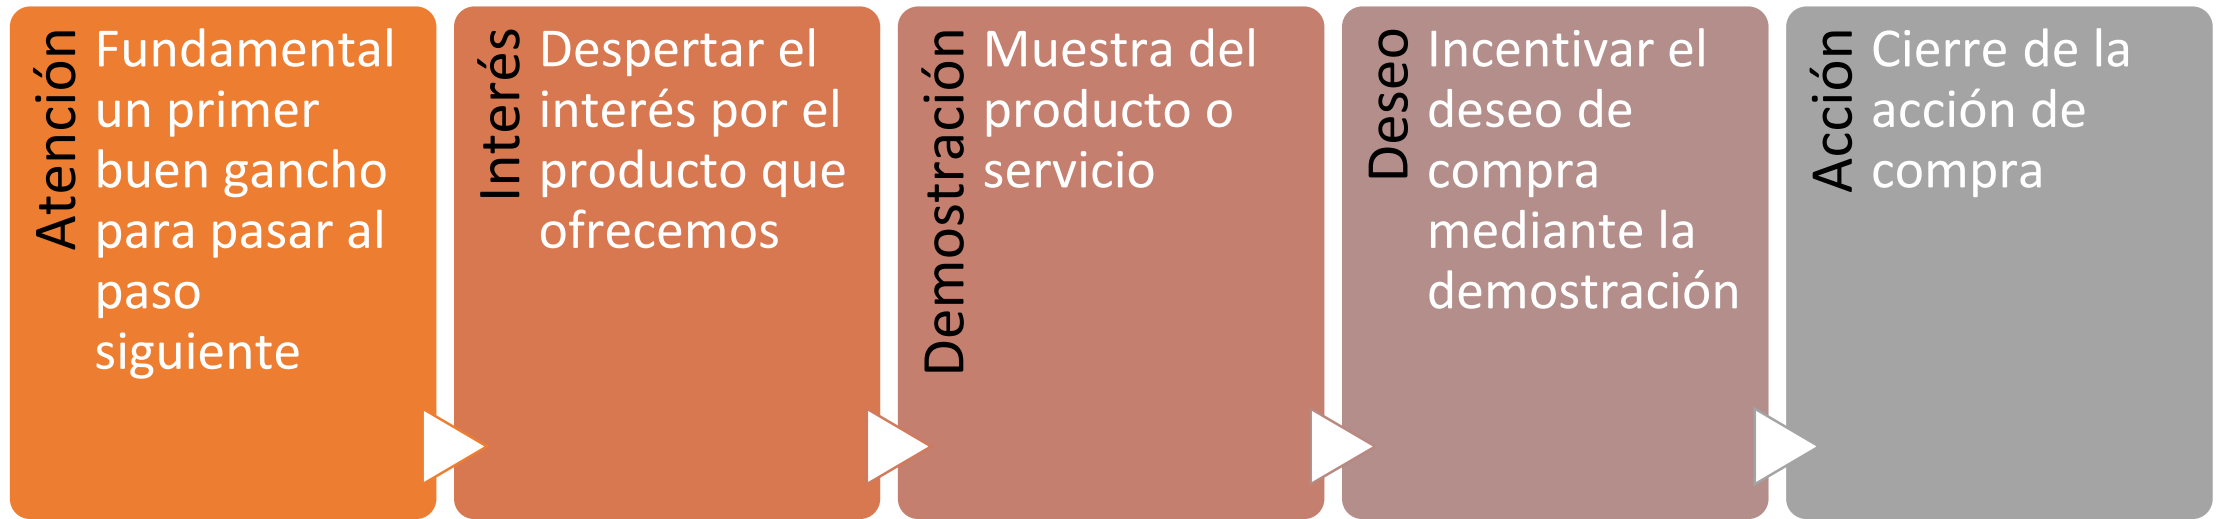 Atención
Fundamental
un primer
buen gancho
para pasar al
paso
siguiente
Interés
Despertar el
interés por el
producto que
ofrecemos
Demostración
Muestra del
producto o
servicio
Deseo
Incentivar el
deseo de
compra
mediante la
demostración
Acción
Cierre de la
acción de
compra